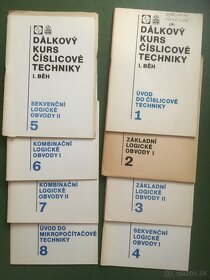 DÁLKOVÝ
KURS
ČÍSLICOVÉ
TECHNIKY
I. BĚH
SEKVENČNÍ
LOGICKÉ
OBVODY II
5
KOMBINAČNÍ
LOGICKÉ
OBVODY I
6
KOMBINAČNÍ
LOGICKÉ
OBVODY II
7
ÚVOD DO
MIKROPOČÍTAČOVÉ
TECHNIKY
8
DÁLKOVÝ
KURS
ČÍSLICOVÉ
TECHNIKY
I. BĚH
ÚVOD
DO ČÍSLICOVÉ
TECHNIKY
1
ZÁKLADNÍ
LOGICKÉ
OBVODY I
2
ZÁKLADNÍ
LOGICKÉ
OBVODY II
3
SEKVENČNÍ
LOGICKÉ
OBVODY I
4
bazos.sk